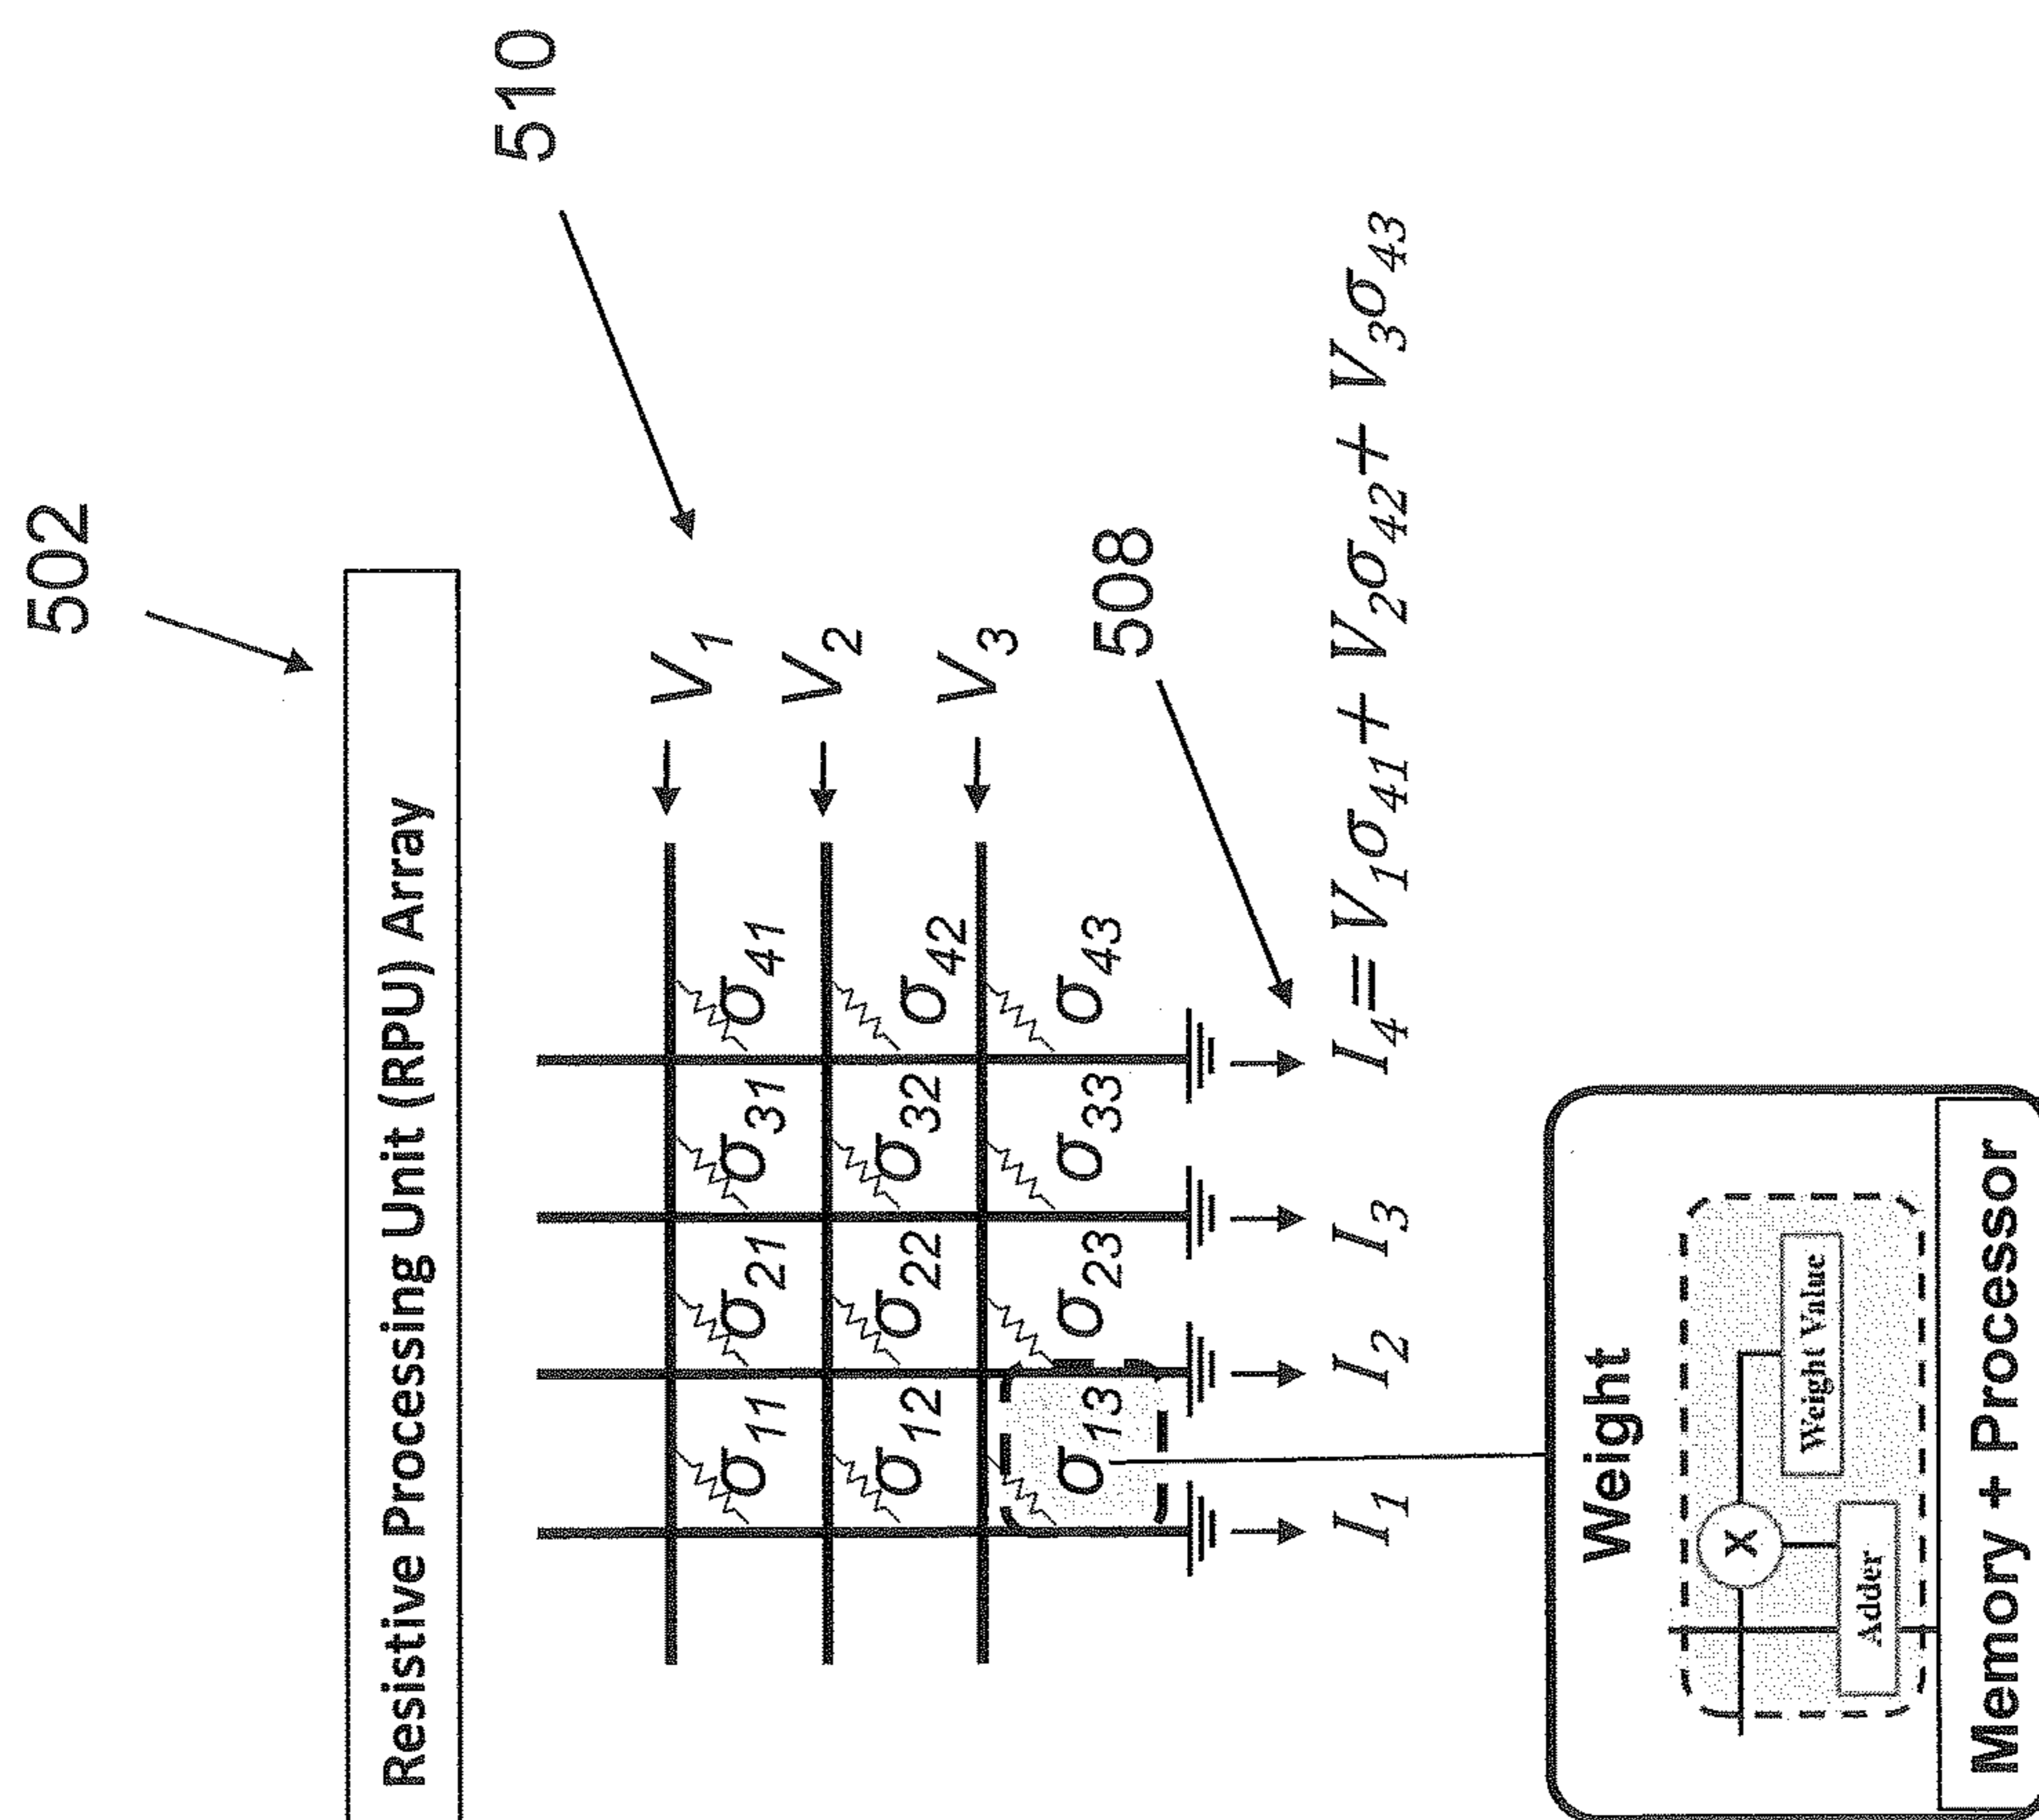 502
Resistive Processing Unit (RPU) Array
510
V1
V2
V3
σ11 σ21 σ31 σ41
σ12 σ22 σ32 σ42
σ13 σ23 σ33 σ43
508
I1 I2 I3 I4=V1σ41+ V2σ42+ V3σ43
Weight
X
Weight Value
Adder
Memory + Processor